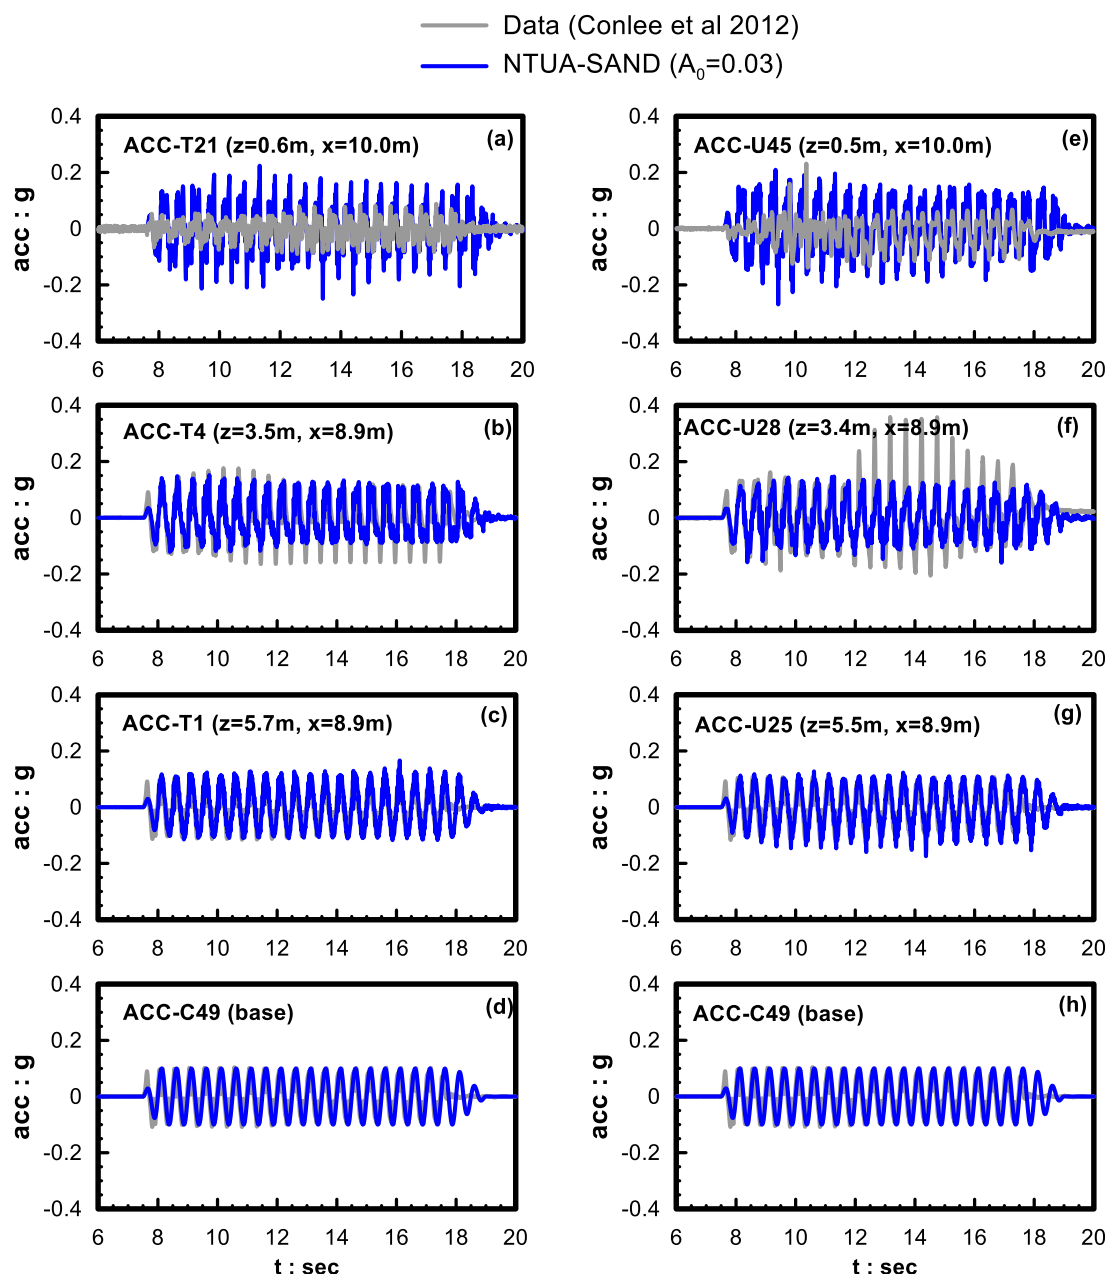 Data (Conlee et al 2012)
NTUA-SAND (A0=0.03)
0.4
0.2
0
-0.2
-0.4
acc : g
ACC-T21 (z=0.6m, x=10.0m)
(a)
6 8 10 12 14 16 18 20
0.4
0.2
0
-0.2
-0.4
acc : g
ACC-U45 (z=0.5m, x=10.0m)
(e)
6 8 10 12 14 16 18 20
0.4
0.2
0
-0.2
-0.4
acc : g
ACC-T4 (z=3.5m, x=8.9m)
(b)
6 8 10 12 14 16 18 20
0.4
0.2
0
-0.2
-0.4
acc : g
ACC-U28 (z=3.4m, x=8.9m)
(f)
6 8 10 12 14 16 18 20
0.4
0.2
0
-0.2
-0.4
acc : g
ACC-T1 (z=5.7m, x=8.9m)
(c)
6 8 10 12 14 16 18 20
0.4
0.2
0
-0.2
-0.4
acc : g
ACC-U25 (z=5.5m, x=8.9m)
(g)
6 8 10 12 14 16 18 20
0.4
0.2
0
-0.2
-0.4
acc : g
ACC-C49 (base)
(d)
6 8 10 12 14 16 18 20
t : sec
0.4
0.2
0
-0.2
-0.4
acc : g
ACC-C49 (base)
(h)
6 8 10 12 14 16 18 20
t : sec